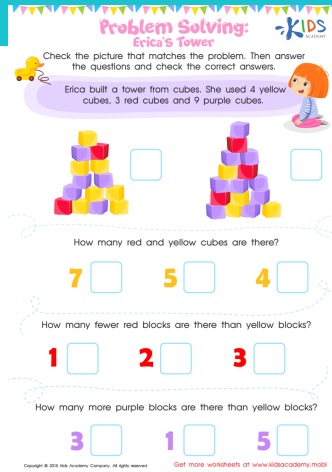 Problem Solving:
Erica's Tower
KIDS
ACADEMY
Check the picture that matches the problem. Then answer
the questions and check the correct answers.
Erica built a tower from cubes. She used 4 yellow
cubes, 3 red cubes and 9 purple cubes.
How many red and yellow cubes are there?
7 5 4
How many fewer red blocks are there than yellow blocks?
1 2 3
How many more purple blocks are there than yellow blocks?
3 1 5
Copyright © 2015 Kids Academy Company. All rights reserved
Get more worksheets at www.kidsacademy.mobi